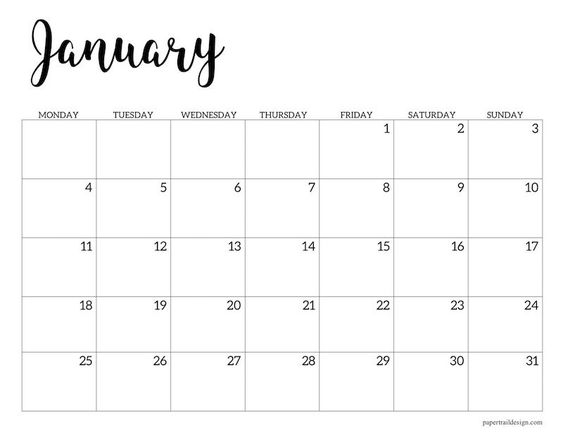 January
MONDAY TUESDAY WEDNESDAY THURSDAY FRIDAY SATURDAY SUNDAY
1 2 3
4 5 6 7 8 9 10
11 12 13 14 15 16 17
18 19 20 21 22 23 24
25 26 27 28 29 30 31
papertraildesign.com